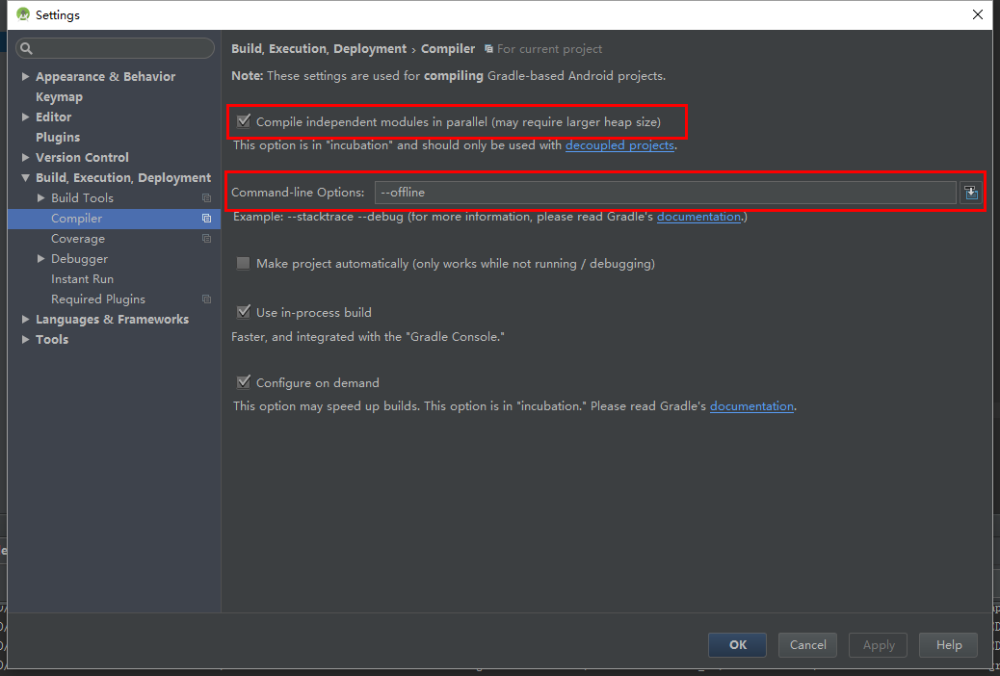 Settings
Appearance & Behavior
Keymap
Editor
Plugins
Version Control
Build, Execution, Deployment
Build Tools
Compiler
Coverage
Debugger
Instant Run
Required Plugins
Languages & Frameworks
Tools
Build, Execution, Deployment › Compiler For current project
Note: These settings are used for compiling Gradle-based Android projects.
Compile independent modules in parallel (may require larger heap size)
This option is in "incubation" and should only be used with decoupled projects.
Command-line Options: --offline
Example: --stacktrace --debug (for more information, please read Gradle's documentation.)
Make project automatically (only works while not running / debugging)
Use in-process build
Faster, and integrated with the "Gradle Console."
Configure on demand
This option may speed up builds. This option is in "incubation." Please read Gradle's documentation.
OK Cancel Apply Help